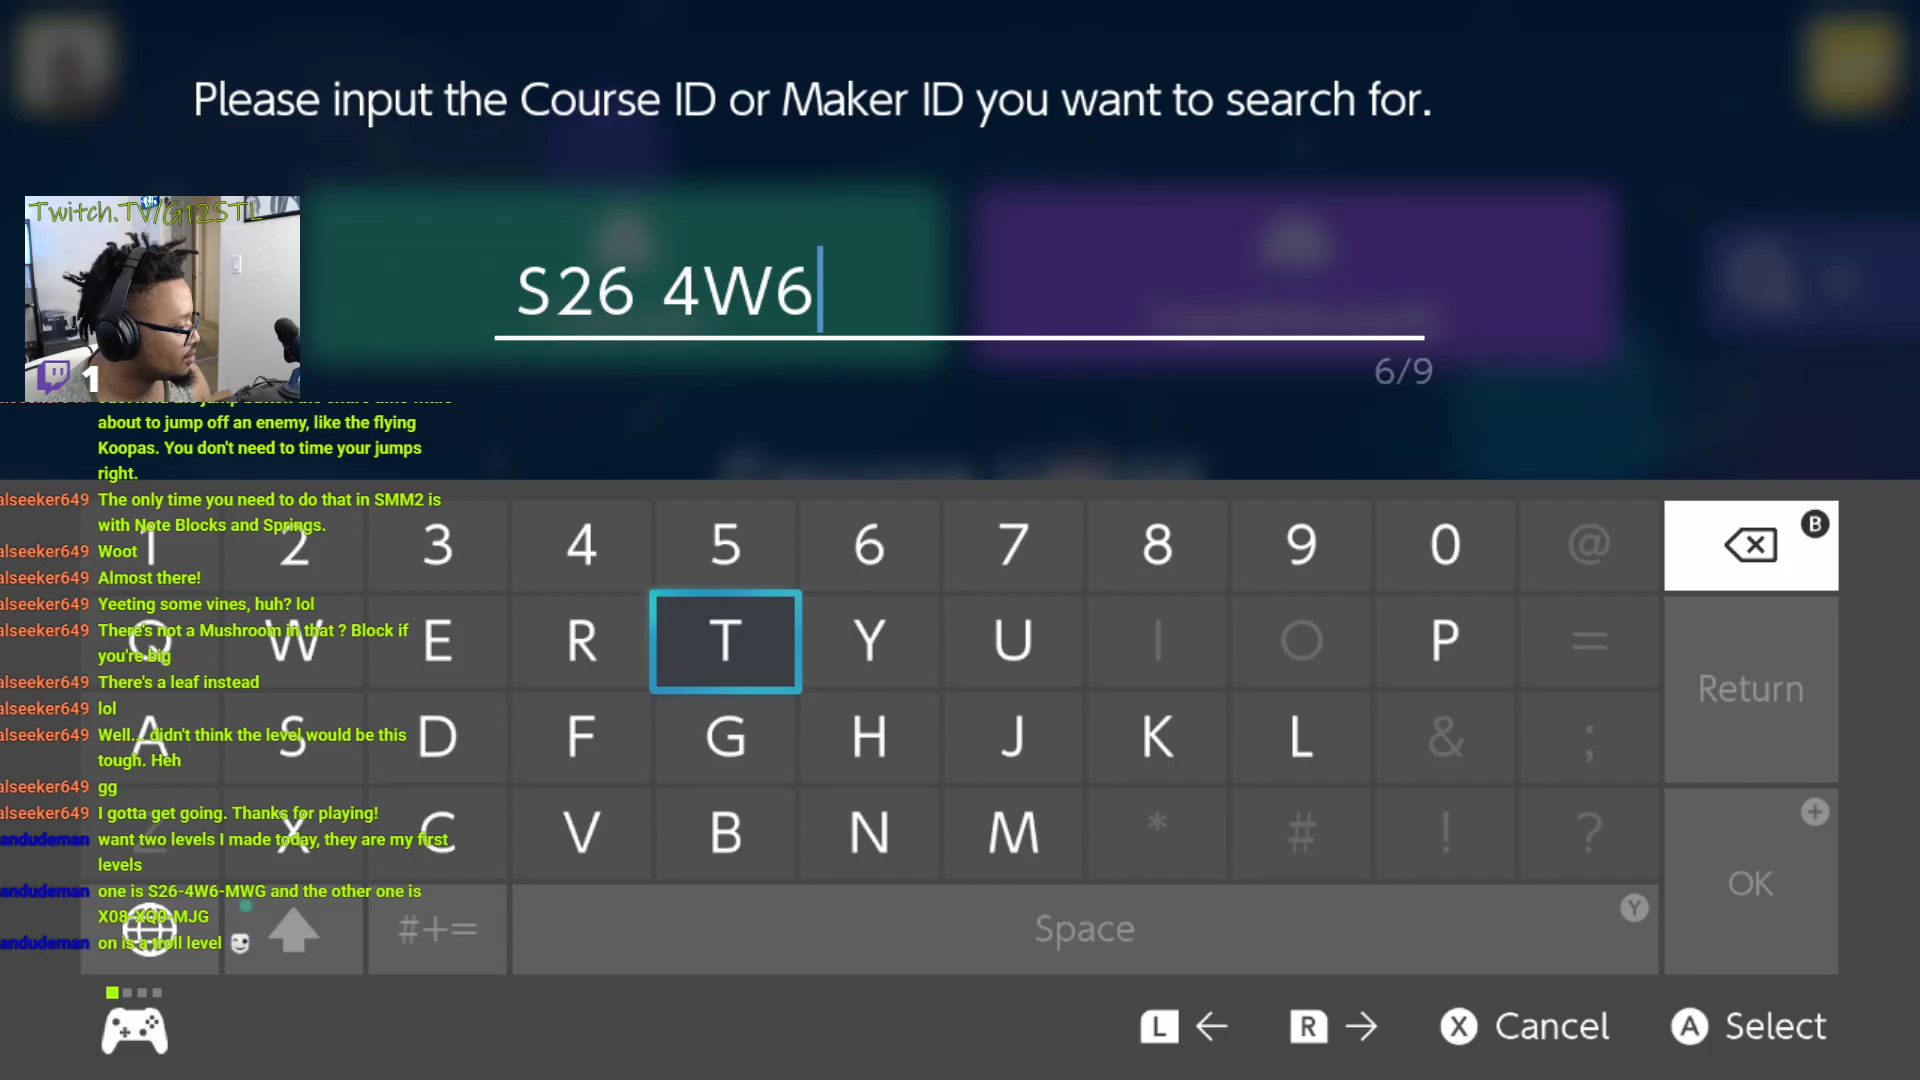 Please input the Course ID or Maker ID you want to search for.
Twitch.TV/G12STL
S26 4W6
6/9
1
about to jump off an enemy, like the flying
Koopas. You don't need to time your jumps
right.
alseeker649 The only time you need to do that in SMM2 is
with Note Blocks and Springs.
alseeker649 Woot
alseeker649 Almost there!
alseeker649 Yeeting some vines, huh? lol
alseeker649 There's not a Mushroom in that ? Block if
you're big
alseeker649 There's a leaf instead
alseeker649 lol
alseeker649 Well... didn't think the level would be this
tough. Heh
alseeker649 gg
alseeker649 I gotta get going. Thanks for playing!
andudeman want two levels I made today, they are my first
levels
andudeman one is S26-4W6-MWG and the other one is
X08-XQ0-MJG
andudeman on is a troll level
1 2 3 4 5 6 7 8 9 0 @ B
Q W E R T Y U I O P =
Return
A S D F G H J K L & ;
Z X C V B N M * # ! ?
+
OK
#+= Space Y
L ← R → X Cancel A Select